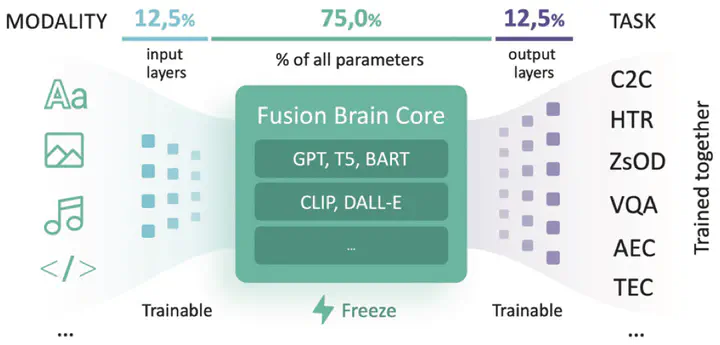 MODALITY
12,5%
75,0%
12,5%
TASK
input
layers
% of all parameters
output
layers
Aa
</>
...
Trainable
Fusion Brain Core
GPT, T5, BART
CLIP, DALL-E
...
Freeze
Trainable
C2C
HTR
ZsOD
VQA
AEC
TEC
...
Trained together